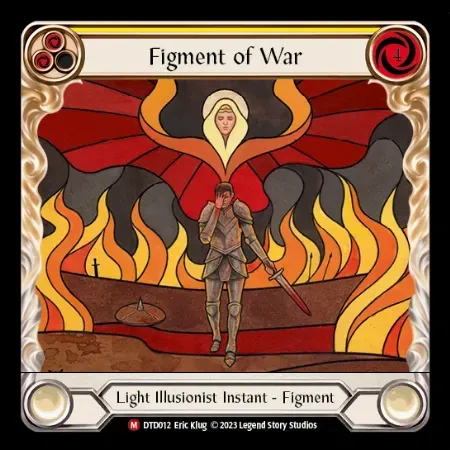 Figment of War
Light Illusionist Instant - Figment
M DTD012 Eric Klug © 2023 Legend Story Studios